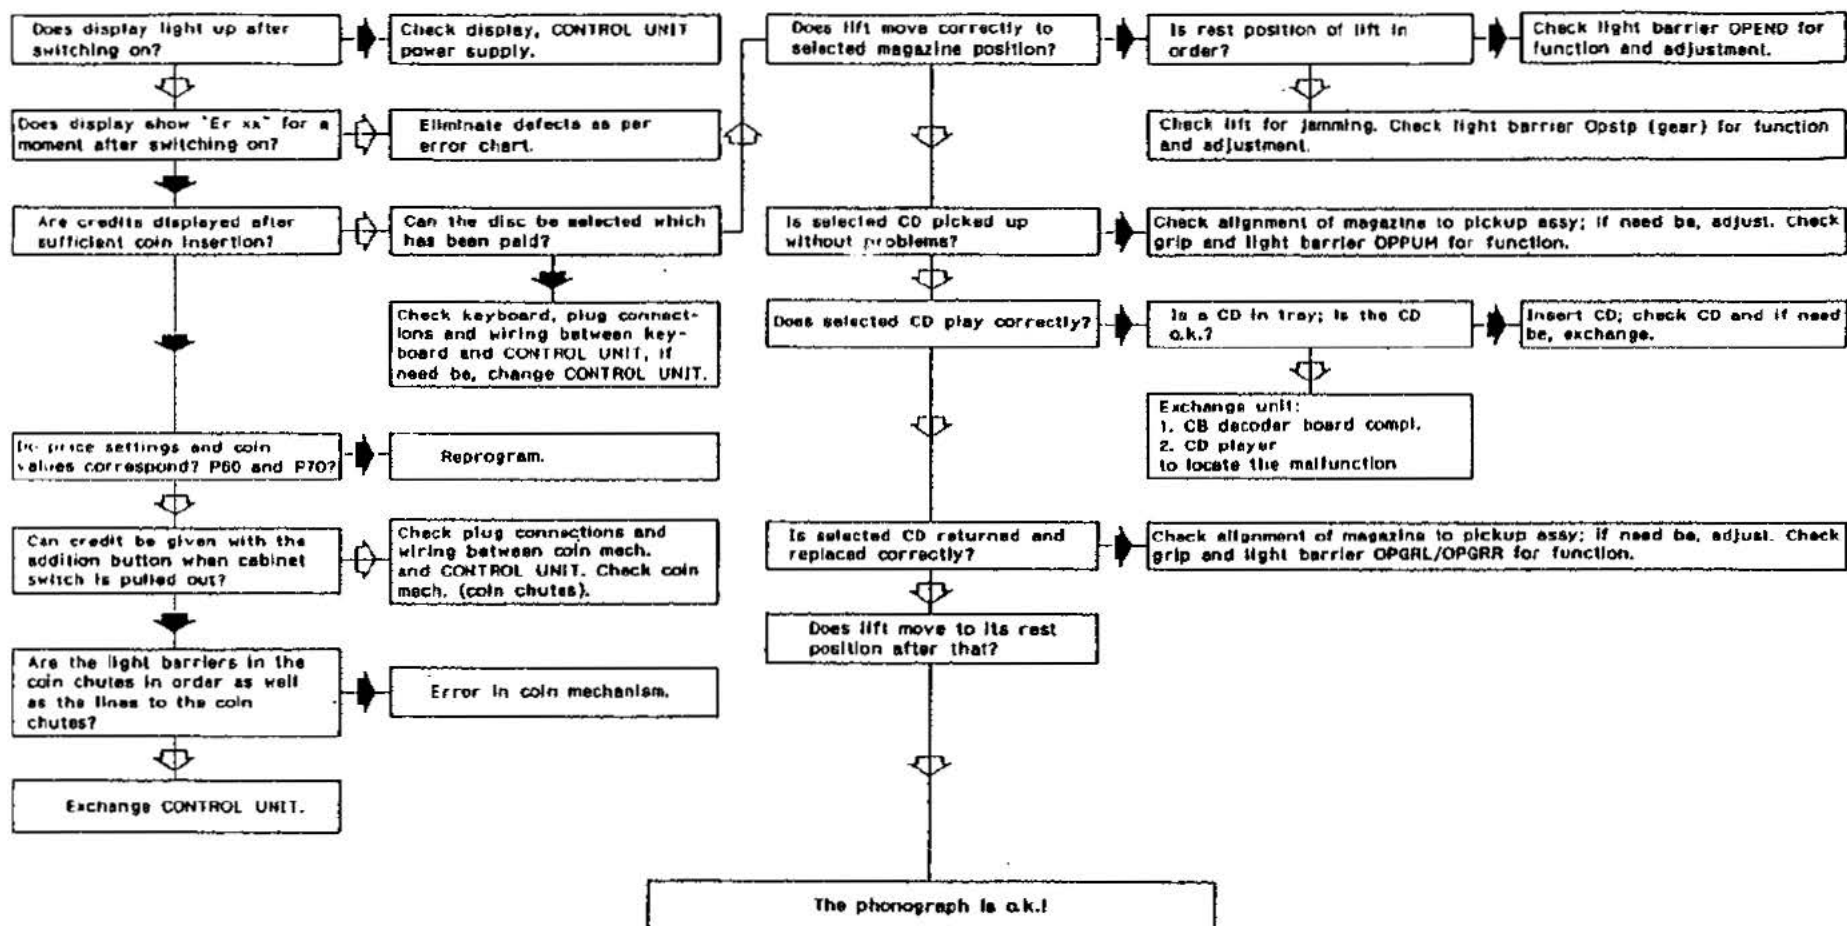 Does display light up after
switching on?
Check display, CONTROL UNIT
power supply.
Does display show "Er xx" for a
moment after switching on?
Eliminate defects as per
error chart.
Are credits displayed after
sufficient coin insertion?
Can the disc be selected which
has been paid?
Check keyboard, plug connect-
ions and wiring between key-
board and CONTROL UNIT, if
need be, change CONTROL UNIT.
price settings and coin
values correspond? P60 and P70?
Reprogram.
Can credit be given with the
addition button when cabinet
switch is pulled out?
Check plug connections and
wiring between coin mech.
and CONTROL UNIT. Check coin
mech. (coin chutes).
Are the light barriers in the
coin chutes in order as well
as the lines to the coin
chutes?
Error in coin mechanism.
Exchange CONTROL UNIT.
Does lift move correctly to
selected magazine position?
Is rest position of lift in
order?
Check light barrier OPEND for
function and adjustment.
Check lift for jamming. Check light barrier Opstp (gear) for function
and adjustment.
Is selected CD picked up
without problems?
Check alignment of magazine to pickup assy; if need be, adjust. Check
grip and light barrier OPPUM for function.
Does selected CD play correctly?
Is a CD in tray; is the CD
o.k.?
Insert CD; check CD and if need
be, exchange.
Exchange unit:
1. CB decoder board compl.
2. CD player
to locate the malfunction
Is selected CD returned and
replaced correctly?
Check alignment of magazine to pickup assy; if need be, adjust. Check
grip and light barrier OPGRL/OPGRR for function.
Does lift move to its rest
position after that?
The phonograph is o.k.!